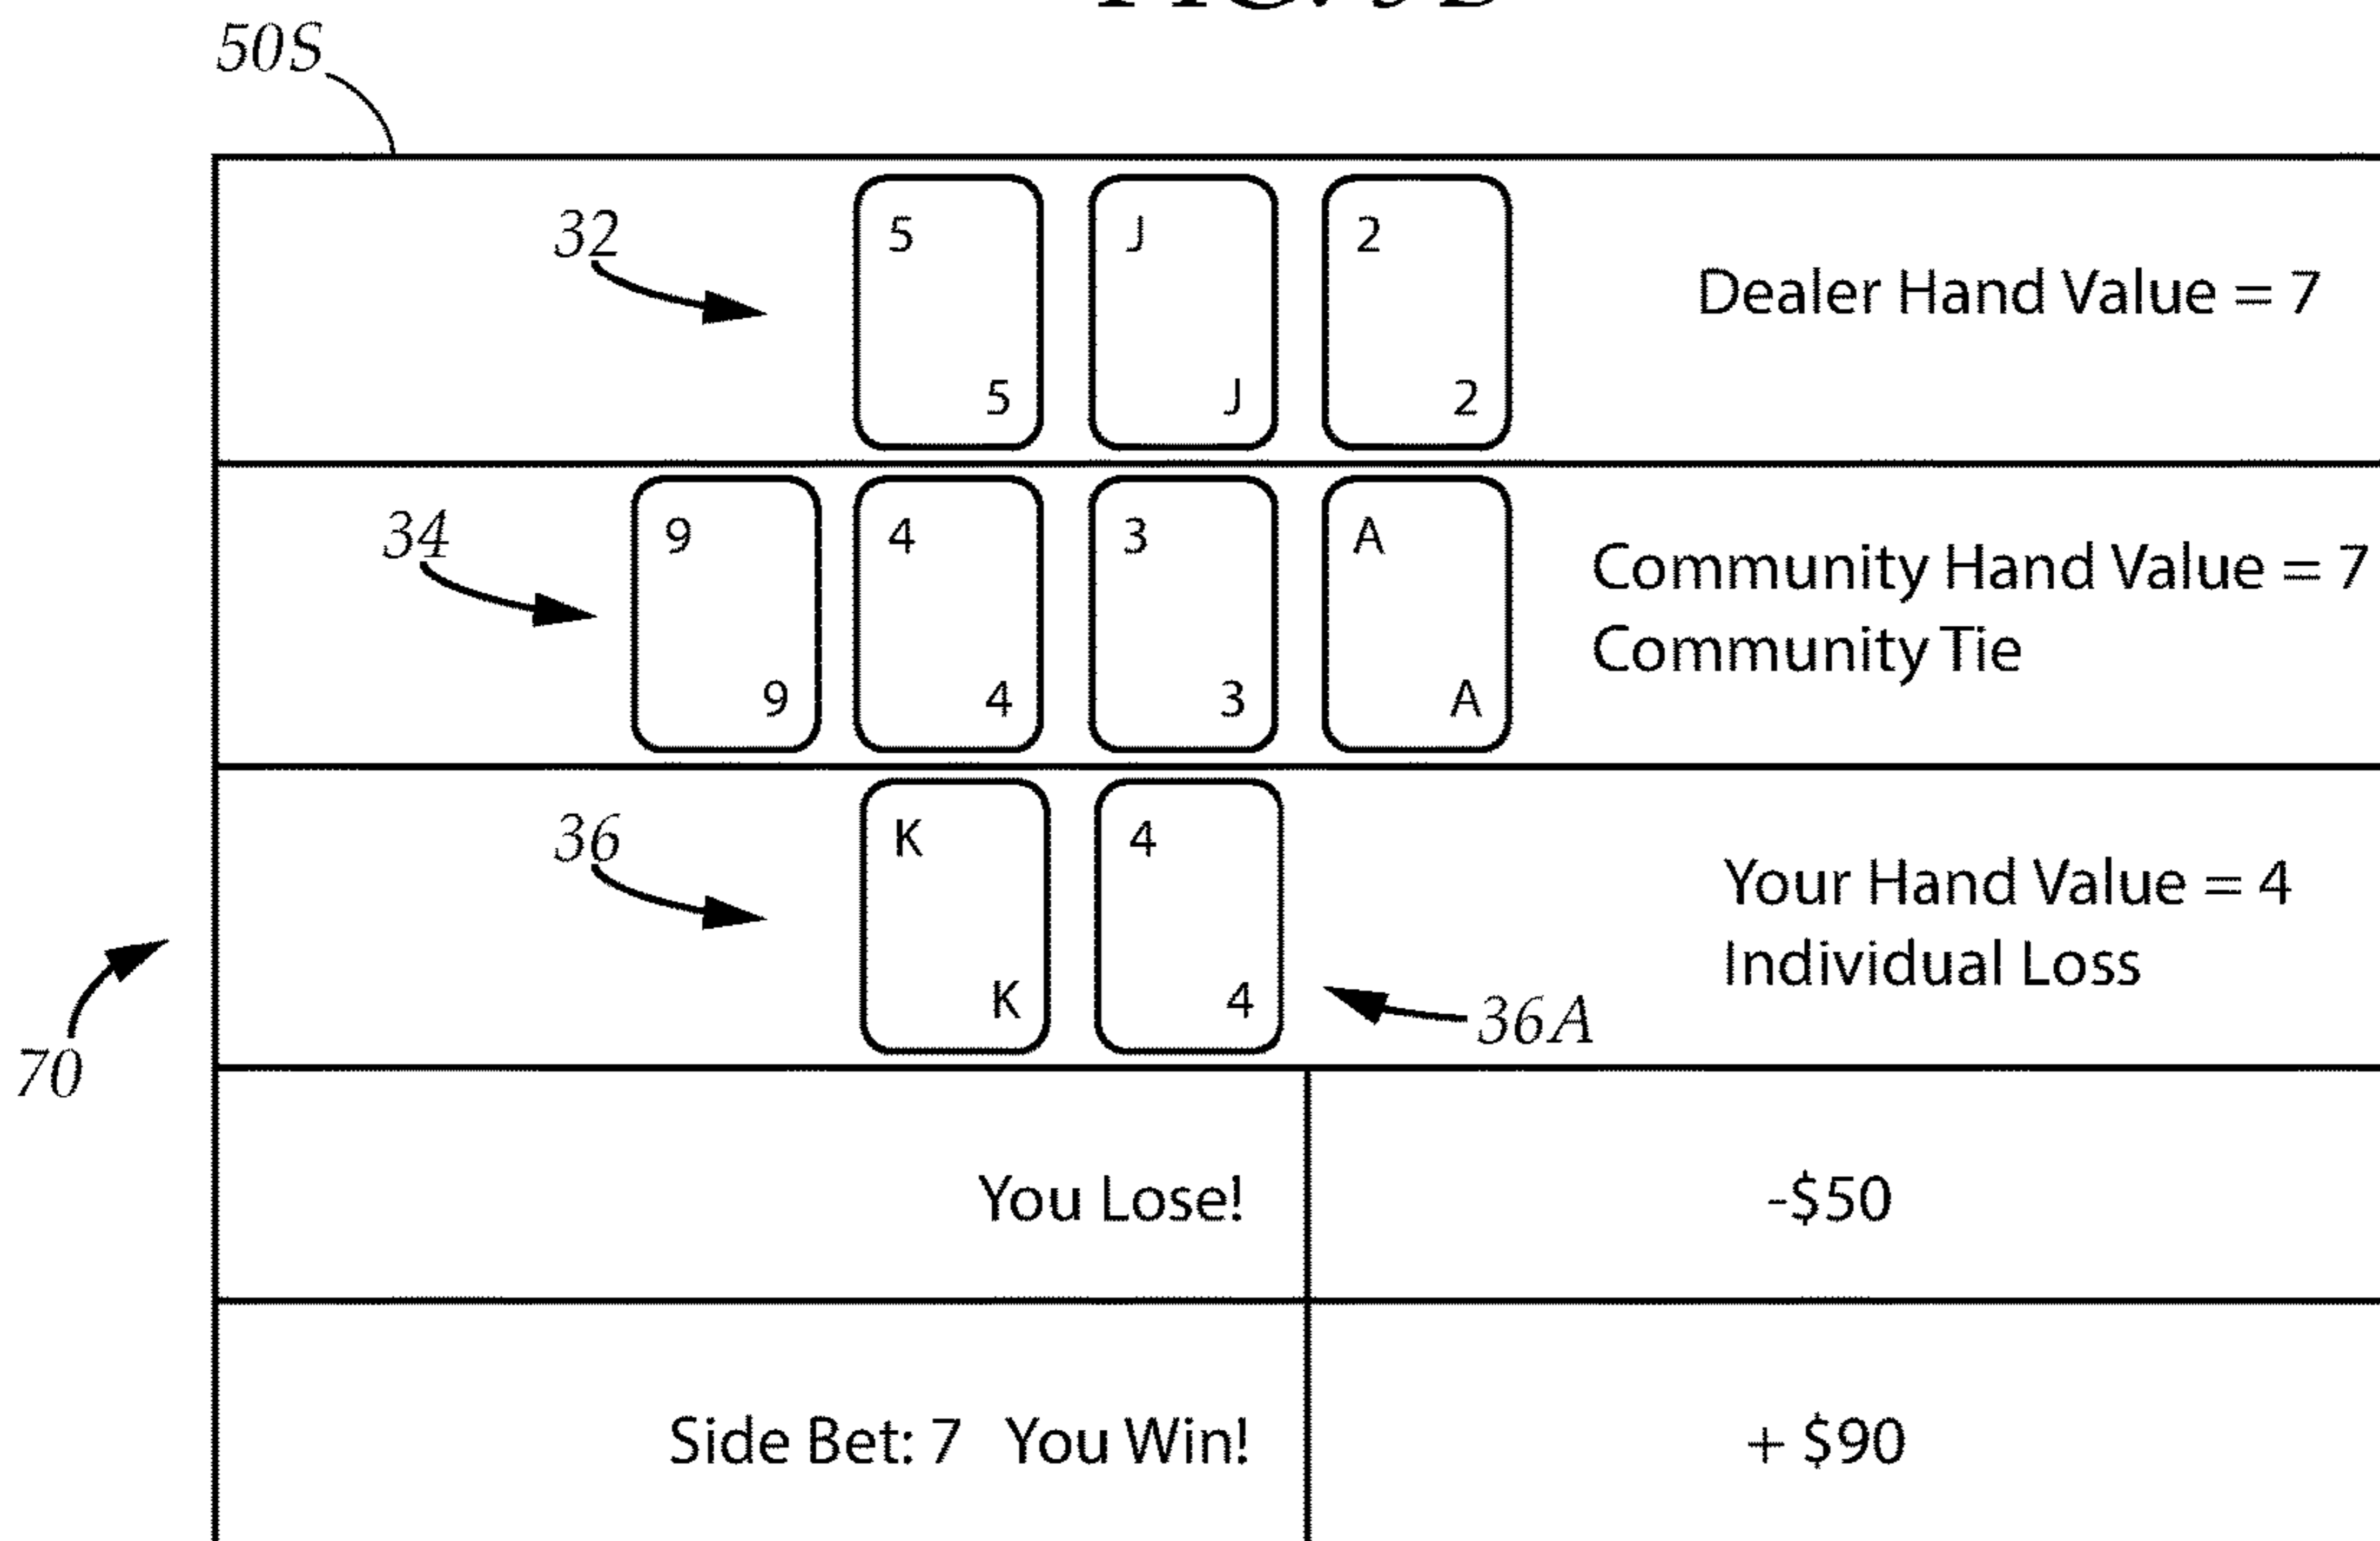 50S
32
5 J 2
5 J 2
Dealer Hand Value = 7
34
9 4 3 A
9 4 3 A
Community Hand Value = 7
Community Tie
36
K 4
K 4
36A
Your Hand Value = 4
Individual Loss
70
You Lose! -$50
Side Bet: 7 You Win! + $90